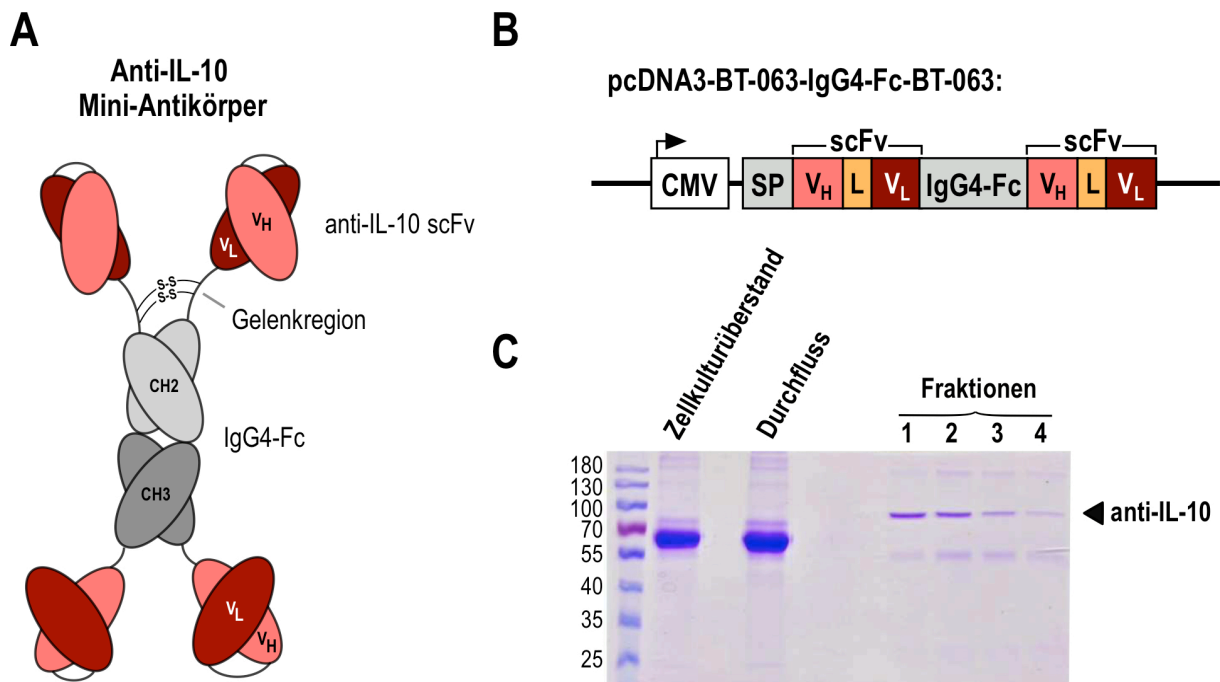 A
Anti-IL-10
Mini-Antikörper
VH
VL
anti-IL-10 scFv
S-S
S-S
Gelenkregion
CH2
IgG4-Fc
CH3
VL
VH
B
pcDNA3-BT-063-IgG4-Fc-BT-063:
scFv scFv
CMV SP VH L VL IgG4-Fc VH L VL
C
Zellkulturüberstand
Durchfluss
Fraktionen
1 2 3 4
180
130
100
70
55
40
35
25
anti-IL-10